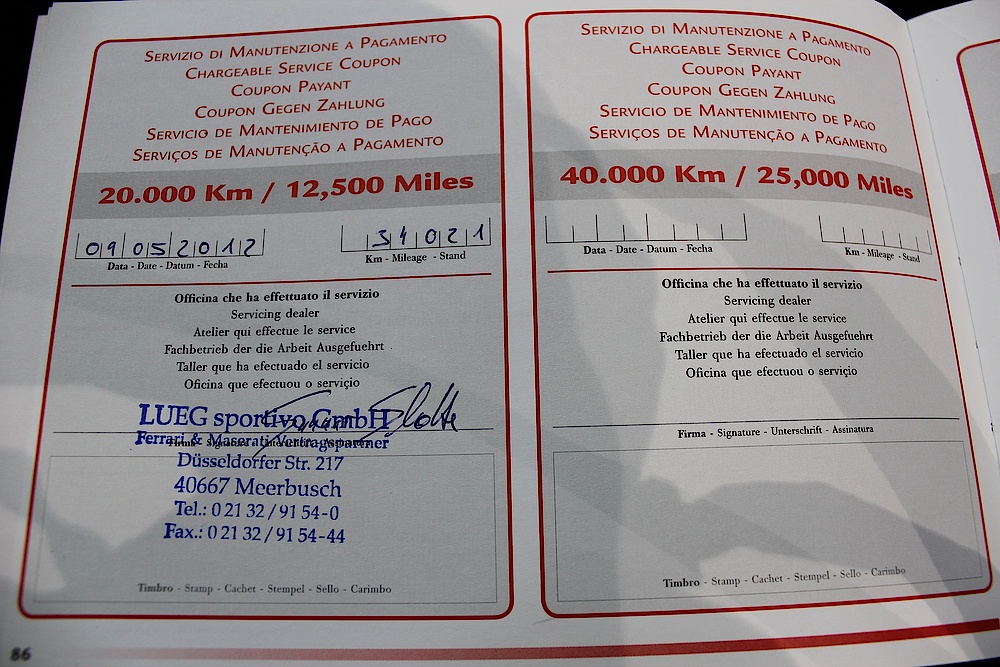 SERVIZIO DI MANUTENZIONE A PAGAMENTO
CHARGEABLE SERVICE COUPON
COUPON PAYANT
COUPON GEGEN ZAHLUNG
SERVICIO DE MANTENIMIENTO DE PAGO
SERVIÇOS DE MANUTENÇÃO A PAGAMENTO
20.000 Km / 12,500 Miles
09052012 34021
Data - Date - Datum - Fecha Km - Mileage - Stand
Officina che ha effettuato il servizio
Servicing dealer
Atelier qui effectue le service
Fachbetrieb der die Arbeit Ausgefuehrt
Taller que ha efectuado el servicio
Oficina que efectuou o serviçio
LUEG sportivo GmbH
Ferrari & Maserati Vertragspartner
Firma - Signature
Düsseldorfer Str. 217
40667 Meerbusch
Tel.: 0 21 32 / 91 54-0
Fax.: 0 21 32 / 91 54-44
Timbro - Stamp - Cachet - Stempel - Sello - Carimbo
86
SERVIZIO DI MANUTENZIONE A PAGAMENTO
CHARGEABLE SERVICE COUPON
COUPON PAYANT
COUPON GEGEN ZAHLUNG
SERVICIO DE MANTENIMIENTO DE PAGO
SERVIÇOS DE MANUTENÇÃO A PAGAMENTO
40.000 Km / 25,000 Miles
Data - Date - Datum - Fecha Km - Mileage - Stand
Officina che ha effettuato il servizio
Servicing dealer
Atelier qui effectue le service
Fachbetrieb der die Arbeit Ausgefuehrt
Taller que ha efectuado el servicio
Oficina que efectuou o serviçio
Firma - Signature - Unterschrift - Assinatura
Timbro - Stamp - Cachet - Stempel - Sello - Carimbo